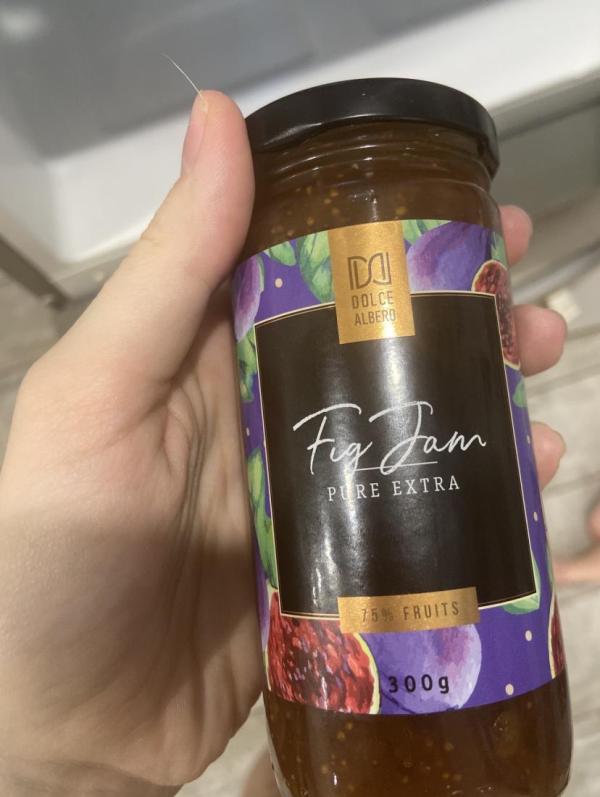 DOLCE
ALBERO
Fig Jam
PURE EXTRA
75% FRUITS
300g